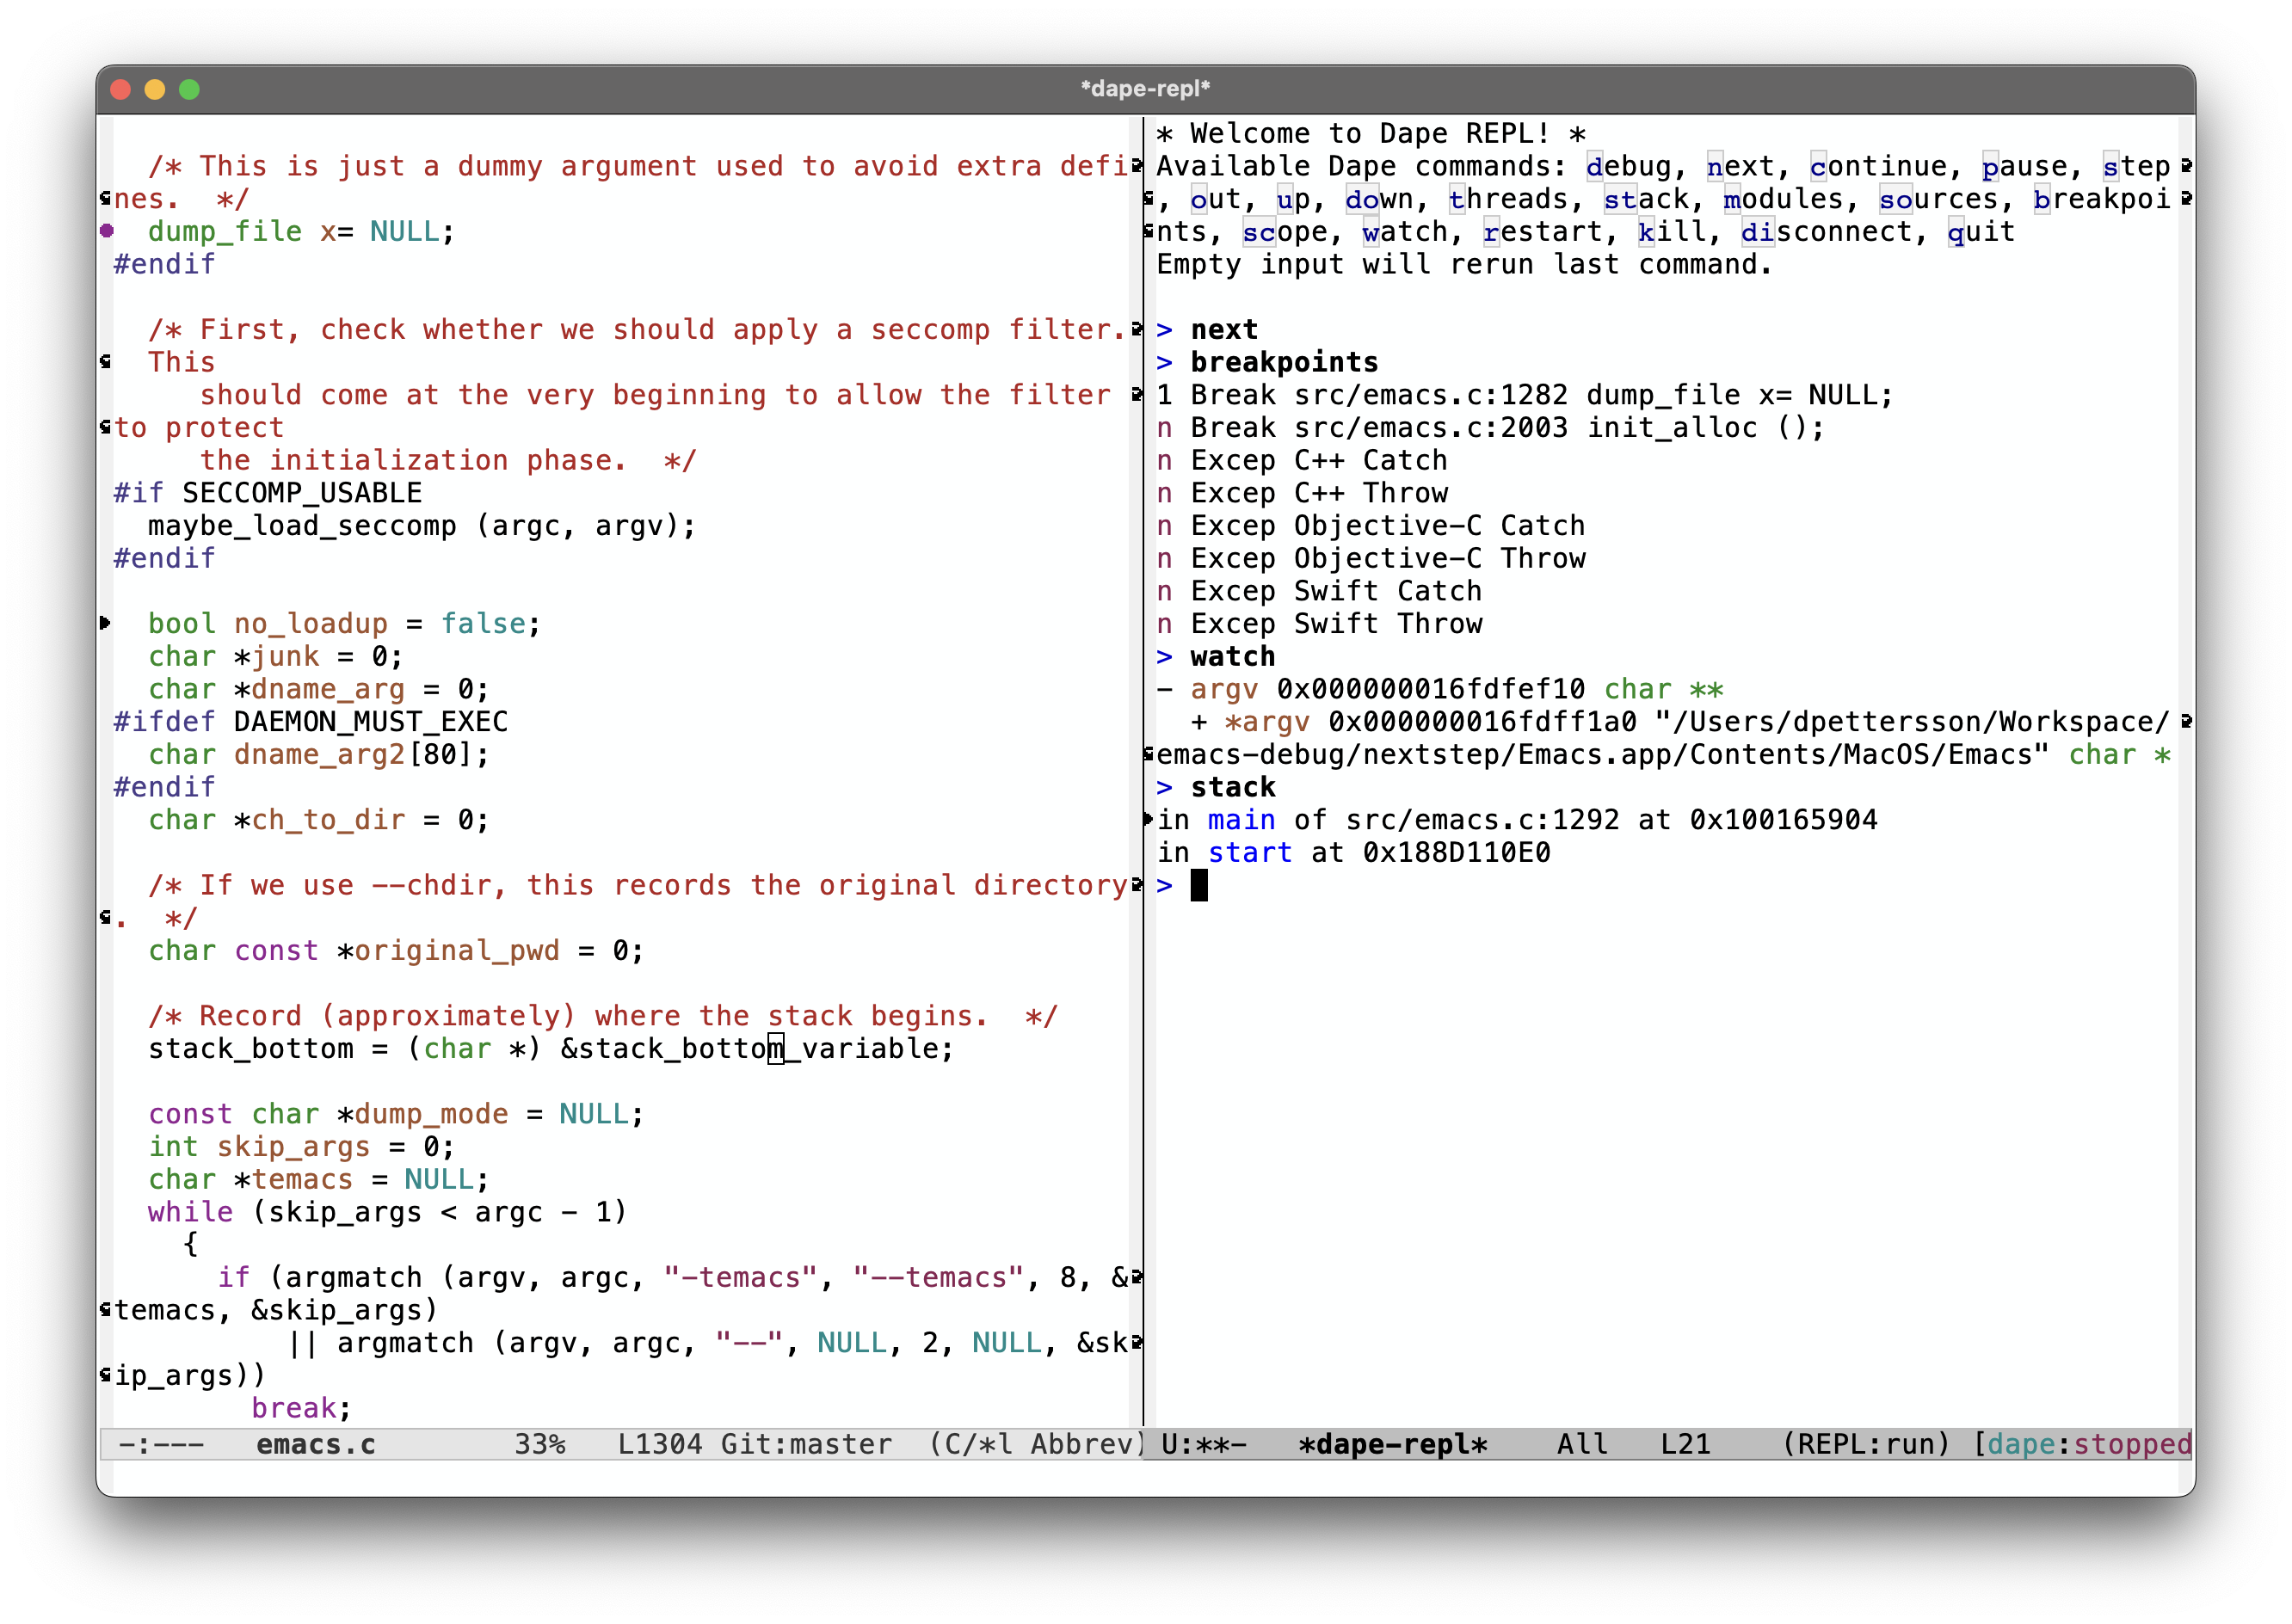 *dape-repl*
/* This is just a dummy argument used to avoid extra defi
nes.  */
dump_file x= NULL;
#endif
/* First, check whether we should apply a seccomp filter.
This
should come at the very beginning to allow the filter
to protect
the initialization phase.  */
#if SECCOMP_USABLE
maybe_load_seccomp (argc, argv);
#endif
bool no_loadup = false;
char *junk = 0;
char *dname_arg = 0;
#ifdef DAEMON_MUST_EXEC
char dname_arg2[80];
#endif
char *ch_to_dir = 0;
/* If we use --chdir, this records the original directory
.  */
char const *original_pwd = 0;
/* Record (approximately) where the stack begins.  */
stack_bottom = (char *) &stack_bottom_variable;
const char *dump_mode = NULL;
int skip_args = 0;
char *temacs = NULL;
while (skip_args < argc - 1)
{
if (argmatch (argv, argc, "-temacs", "--temacs", 8, &
temacs, &skip_args)
|| argmatch (argv, argc, "--", NULL, 2, NULL, &sk
ip_args))
break;
-:---   emacs.c        33%   L1304 Git:master  (C/*l Abbrev)
* Welcome to Dape REPL! *
Available Dape commands: debug, next, continue, pause, step
, out, up, down, threads, stack, modules, sources, breakpoi
nts, scope, watch, restart, kill, disconnect, quit
Empty input will rerun last command.
> next
> breakpoints
1 Break src/emacs.c:1282 dump_file x= NULL;
n Break src/emacs.c:2003 init_alloc ();
n Excep C++ Catch
n Excep C++ Throw
n Excep Objective-C Catch
n Excep Objective-C Throw
n Excep Swift Catch
n Excep Swift Throw
> watch
- argv 0x000000016fdfef10 char **
+ *argv 0x000000016fdff1a0 "/Users/dpettersson/Workspace/
emacs-debug/nextstep/Emacs.app/Contents/MacOS/Emacs" char *
> stack
in main of src/emacs.c:1292 at 0x100165904
in start at 0x188D110E0
>
U:**-   *dape-repl*    All   L21    (REPL:run) [dape:stopped